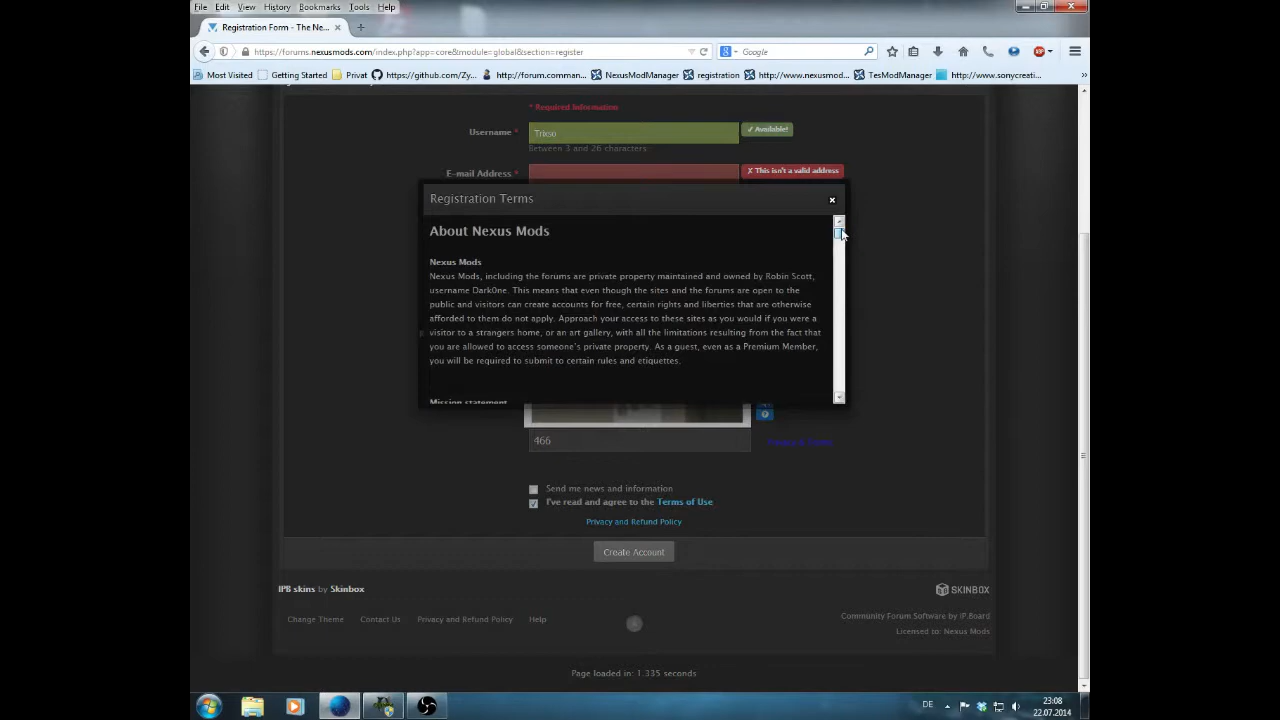 File Edit View History Bookmarks Tools Help
Registration Form - The Ne...
https://forums.nexusmods.com/index.php?app=core&module=global&section=register
Google
Most Visited Getting Started Privat https://github.com/Zy... http://forum.comman... NexusModManager registration http://www.nexusmod... TesModManager http://www.sonycreati...
* Required Information
Username * Trixso ✓ Available!
Between 3 and 26 characters
E-mail Address * ✗ This isn't a valid address
Registration Terms
About Nexus Mods
Nexus Mods
Nexus Mods, including the forums are private property maintained and owned by Robin Scott,
username Dark0ne. This means that even though the sites and the forums are open to the
public and visitors can create accounts for free, certain rights and liberties that are otherwise
afforded to them do not apply. Approach your access to these sites as you would if you were a
visitor to a strangers home, or an art gallery, with all the limitations resulting from the fact that
you are allowed to access someone's private property. As a guest, even as a Premium Member,
you will be required to submit to certain rules and etiquettes.
Mission statement
466
Send me news and information
I've read and agree to the Terms of Use
Privacy and Refund Policy
Create Account
IPB skins by Skinbox
SKINBOX
Change Theme Contact Us Privacy and Refund Policy Help
Community Forum Software by IP.Board
Licensed to: Nexus Mods
Page loaded in: 1.335 seconds
DE
23:08
22.07.2014